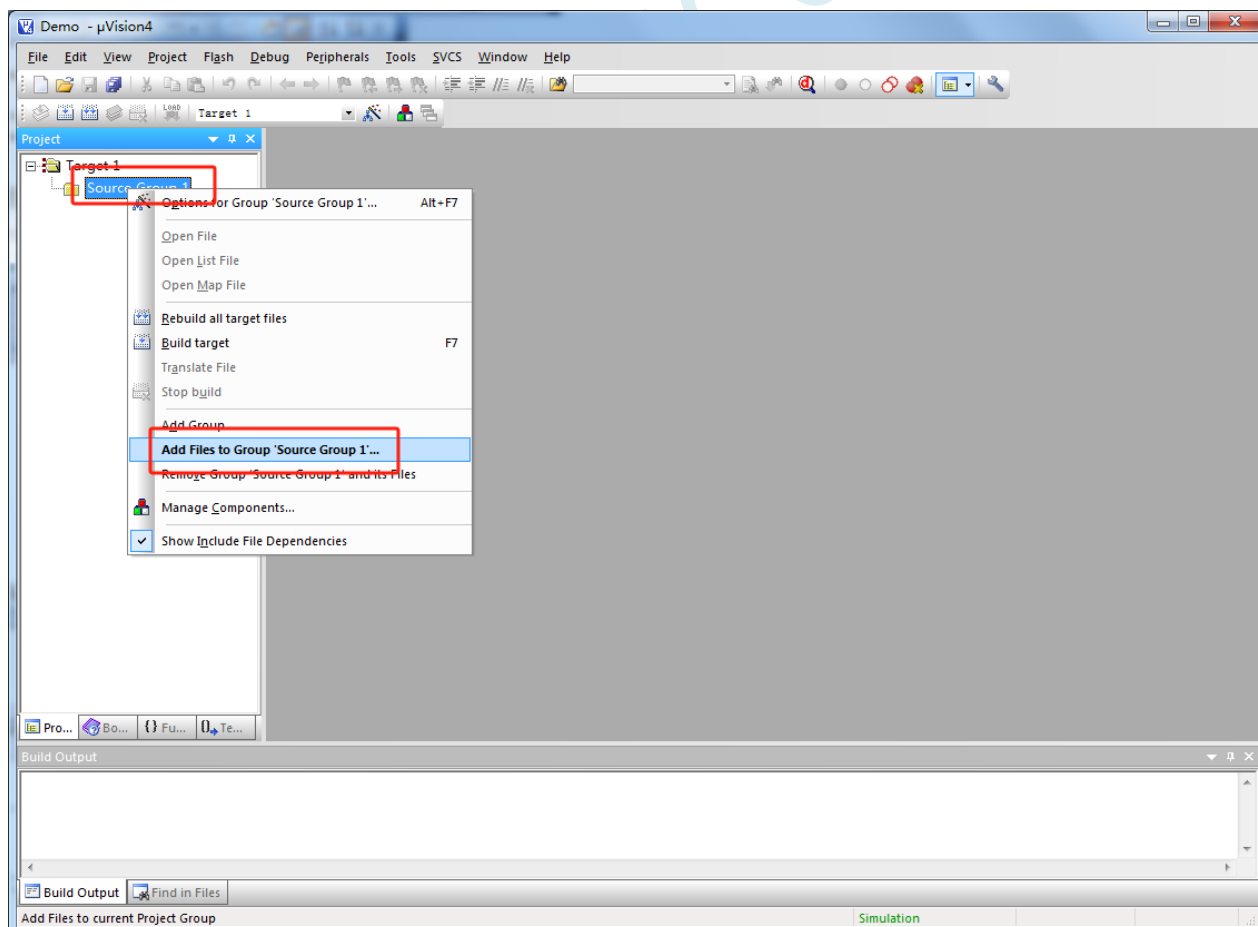 Demo - µVision4
File Edit View Project Flash Debug Peripherals Tools SVCS Window Help
LOAD Target 1
Project
Target 1
Source Group 1
Options for Group 'Source Group 1'... Alt+F7
Open File
Open List File
Open Map File
Rebuild all target files
Build target F7
Translate File
Stop build
Add Group
Add Files to Group 'Source Group 1'...
Remove Group 'Source Group 1' and its Files
Manage Components...
Show Include File Dependencies
Pro... Bo... {} Fu... 0 Te...
Build Output
Build Output Find in Files
Add Files to current Project Group Simulation